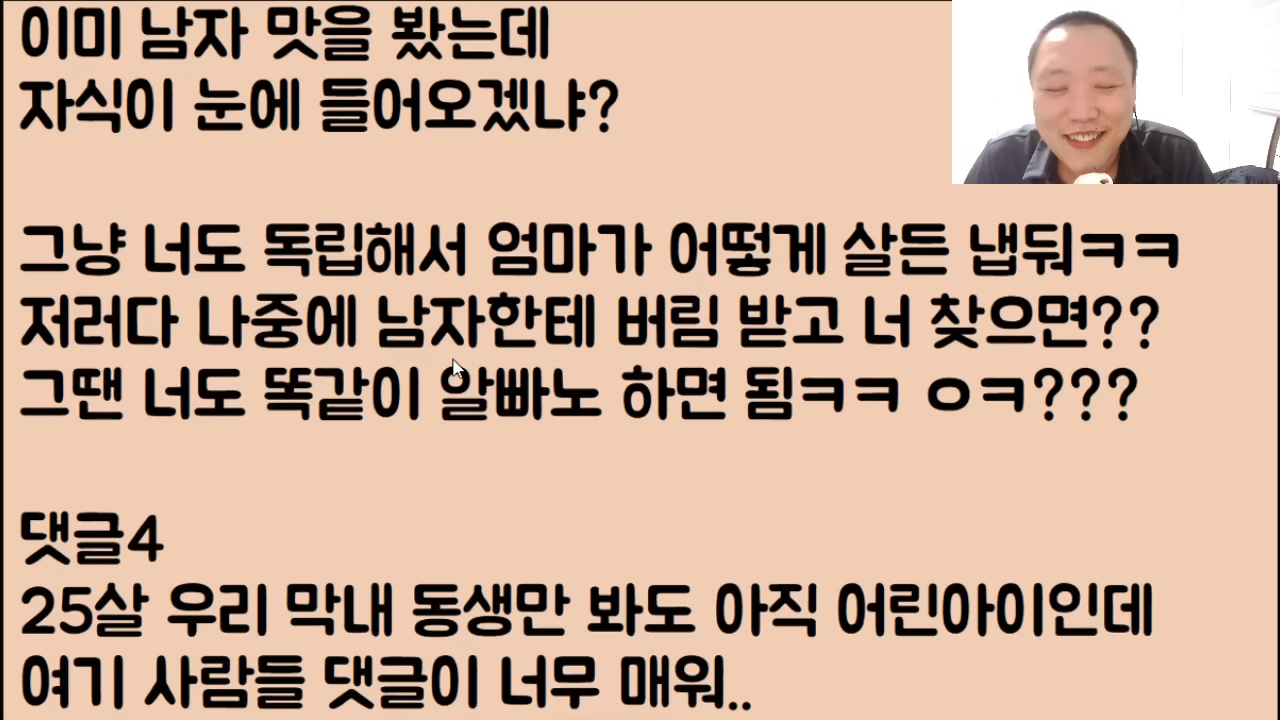 이미 남자 맛을 봤는데
자식이 눈에 들어오겠냐?
그냥 너도 독립해서 엄마가 어떻게 살든 냅둬ㅋㅋ
저러다 나중에 남자한테 버림 받고 너 찾으면??
그땐 너도 똑같이 알빠노 하면 됨ㅋㅋ ㅇㅋ???
댓글4
25살 우리 막내 동생만 봐도 아직 어린아이인데
여기 사람들 댓글이 너무 매워..